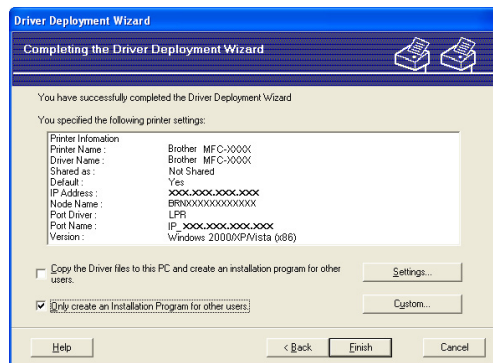 Driver Deployment Wizard
Completing the Driver Deployment Wizard
You have successfully completed the Driver Deployment Wizard
You specified the following printer settings:
Printer Infomation
Printer Name : Brother MFC-XXXX
Driver Name : Brother MFC-XXXX
Shared as : Not Shared
Default : Yes
IP Address : XXX.XXX.XXX.XXX
Node Name : BRNXXXXXXXXXXXX
Port Driver : LPR
Port Name : IP_XXX.XXX.XXX.XXX
Version : Windows 2000/XP/Vista (x86)
Copy the Driver files to this PC and create an installation program for other
users.
Settings...
Only create an Installation Program for other users.
Custom...
Help
< Back
Finish
Cancel